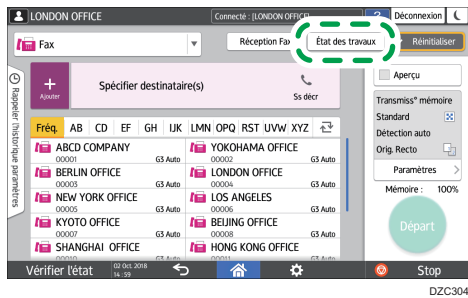 LONDON OFFICE
Connecté : [LONDON OFFICE]
Déconnexion
Fax
Réception Fax
État des travaux
Réinitialiser
Rappeler l'historique paramètres
Ajouter
Spécifier destinataire(s)
Ss décr
Aperçu
Transmiss° mémoire
Standard
Détection auto
Orig. Recto
Paramètres
Mémoire : 100%
Départ
Fréq. AB CD EF GH IJK LMN OPQ RST UVW XYZ
ABCD COMPANY
00001 G3 Auto
YOKOHAMA OFFICE
00002 G3 Auto
BERLIN OFFICE
00003 G3 Auto
LONDON OFFICE
00004 G3 Auto
NEW YORK OFFICE
00005 G3 Auto
LOS ANGELES
00006 G3 Auto
KYOTO OFFICE
00007 G3 Auto
BEIJING OFFICE
00008 G3 Auto
SHANGHAI OFFICE
HONG KONG OFFICE
Vérifier l'état
02 Oct. 2018
14 : 59
Stop
DZC304